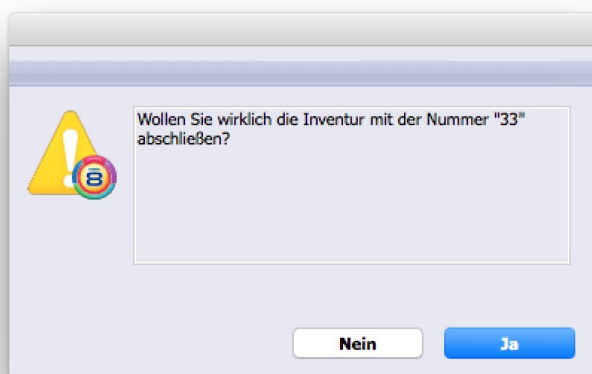 Wollen Sie wirklich die Inventur mit der Nummer "33"
abschließen?
Nein
Ja